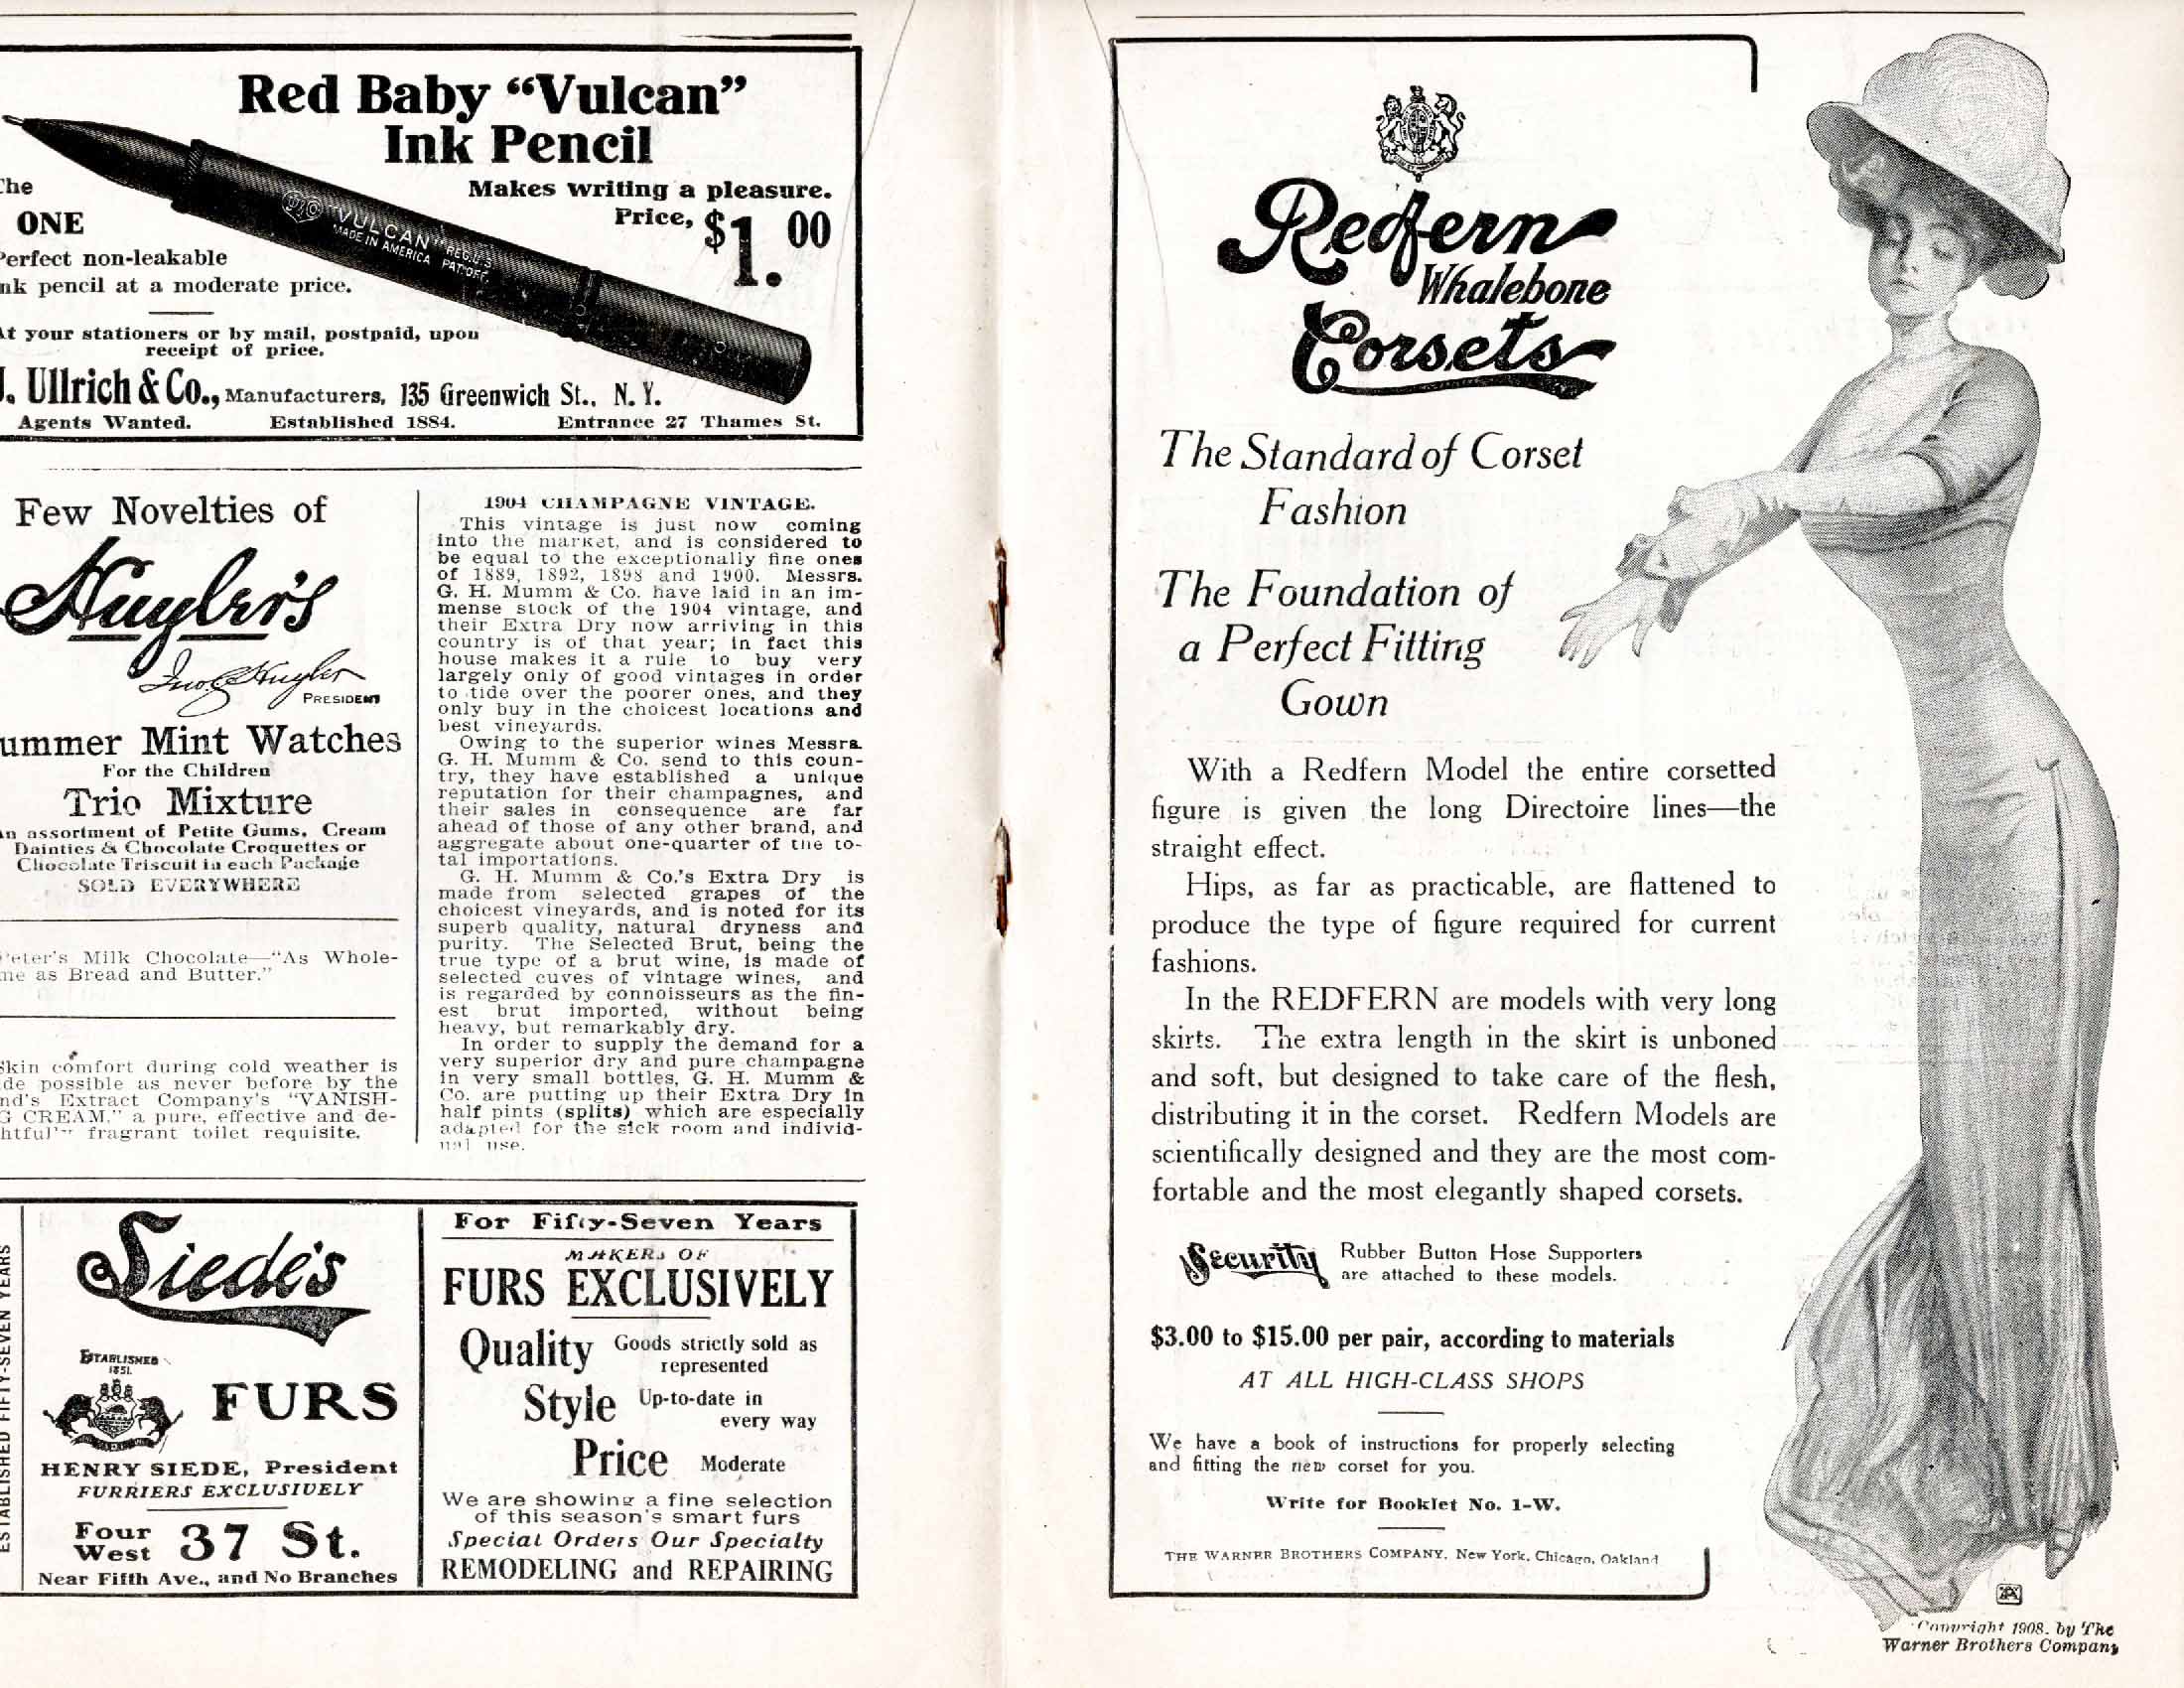 Red Baby “Vulcan”
Ink Pencil
Makes writing a pleasure.
Price, $1.00
ONE
non-leakable
pencil at a moderate price.
your stationers or by mail, postpaid, upon
receipt of price.
"VULCAN" REG.U.S.
MADE IN AMERICA PAT.OFF.
Ullrich & Co., Manufacturers, 135 Greenwich St., N. Y.
Agents Wanted. Established 1884. Entrance 27 Thames St.
Few Novelties of
Huyler's
PRESIDENT
Mint Watches
For the Children
Trio Mixture
assortment of Petite Gums, Cream
Dainties & Chocolate Croquettes or
Chocolate Triscuit in each Package
SOLD EVERYWHERE
Milk Chocolate—“As Whole-
as Bread and Butter.”
comfort during cold weather is
possible as never before by the
Extract Company's “VANISH-
CREAM,” a pure, effective and de-
fragrant toilet requisite.
1904 CHAMPAGNE VINTAGE.
This vintage is just now coming
into the market, and is considered to
be equal to the exceptionally fine ones
of 1889, 1892, 1898 and 1900. Messrs.
G. H. Mumm & Co. have laid in an im-
mense stock of the 1904 vintage, and
their Extra Dry now arriving in this
country is of that year; in fact this
house makes it a rule to buy very
largely only of good vintages in order
to tide over the poorer ones, and they
only buy in the choicest locations and
best vineyards.
Owing to the superior wines Messrs.
G. H. Mumm & Co. send to this coun-
try, they have established a unique
reputation for their champagnes, and
their sales in consequence are far
ahead of those of any other brand, and
aggregate about one-quarter of the to-
tal importations.
G. H. Mumm & Co.'s Extra Dry is
made from selected grapes of the
choicest vineyards, and is noted for its
superb quality, natural dryness and
purity. The Selected Brut, being the
true type of a brut wine, is made of
selected cuves of vintage wines, and
is regarded by connoisseurs as the fin-
est brut imported, without being
heavy, but remarkably dry.
In order to supply the demand for a
very superior dry and pure champagne
in very small bottles, G. H. Mumm &
Co. are putting up their Extra Dry in
half pints (splits) which are especially
adapted for the sick room and individ-
ual use.
ESTABLISHED FIFTY-SEVEN YEARS
Siede's
ESTABLISHED
1851.
FURS
HENRY SIEDE, President
FURRIERS EXCLUSIVELY
Four West 37 St.
Near Fifth Ave., and No Branches
For Fifty-Seven Years
MAKERS OF
FURS EXCLUSIVELY
Quality Goods strictly sold as
represented
Style Up-to-date in
every way
Price Moderate
We are showing a fine selection
of this season's smart furs
Special Orders Our Specialty
REMODELING and REPAIRING
Redfern
Whalebone
Corsets
The Standard of Corset
Fashion
The Foundation of
a Perfect Fitting
Gown
With a Redfern Model the entire corsetted
figure is given the long Directoire lines—the
straight effect.
Hips, as far as practicable, are flattened to
produce the type of figure required for current
fashions.
In the REDFERN are models with very long
skirts. The extra length in the skirt is unboned
and soft, but designed to take care of the flesh,
distributing it in the corset. Redfern Models are
scientifically designed and they are the most com-
fortable and the most elegantly shaped corsets.
Security Rubber Button Hose Supporters
are attached to these models.
$3.00 to $15.00 per pair, according to materials
AT ALL HIGH-CLASS SHOPS
We have a book of instructions for properly selecting
and fitting the new corset for you.
Write for Booklet No. 1-W.
THE WARNER BROTHERS COMPANY, New York, Chicago, Oakland
Copyright 1908. by The
Warner Brothers Company